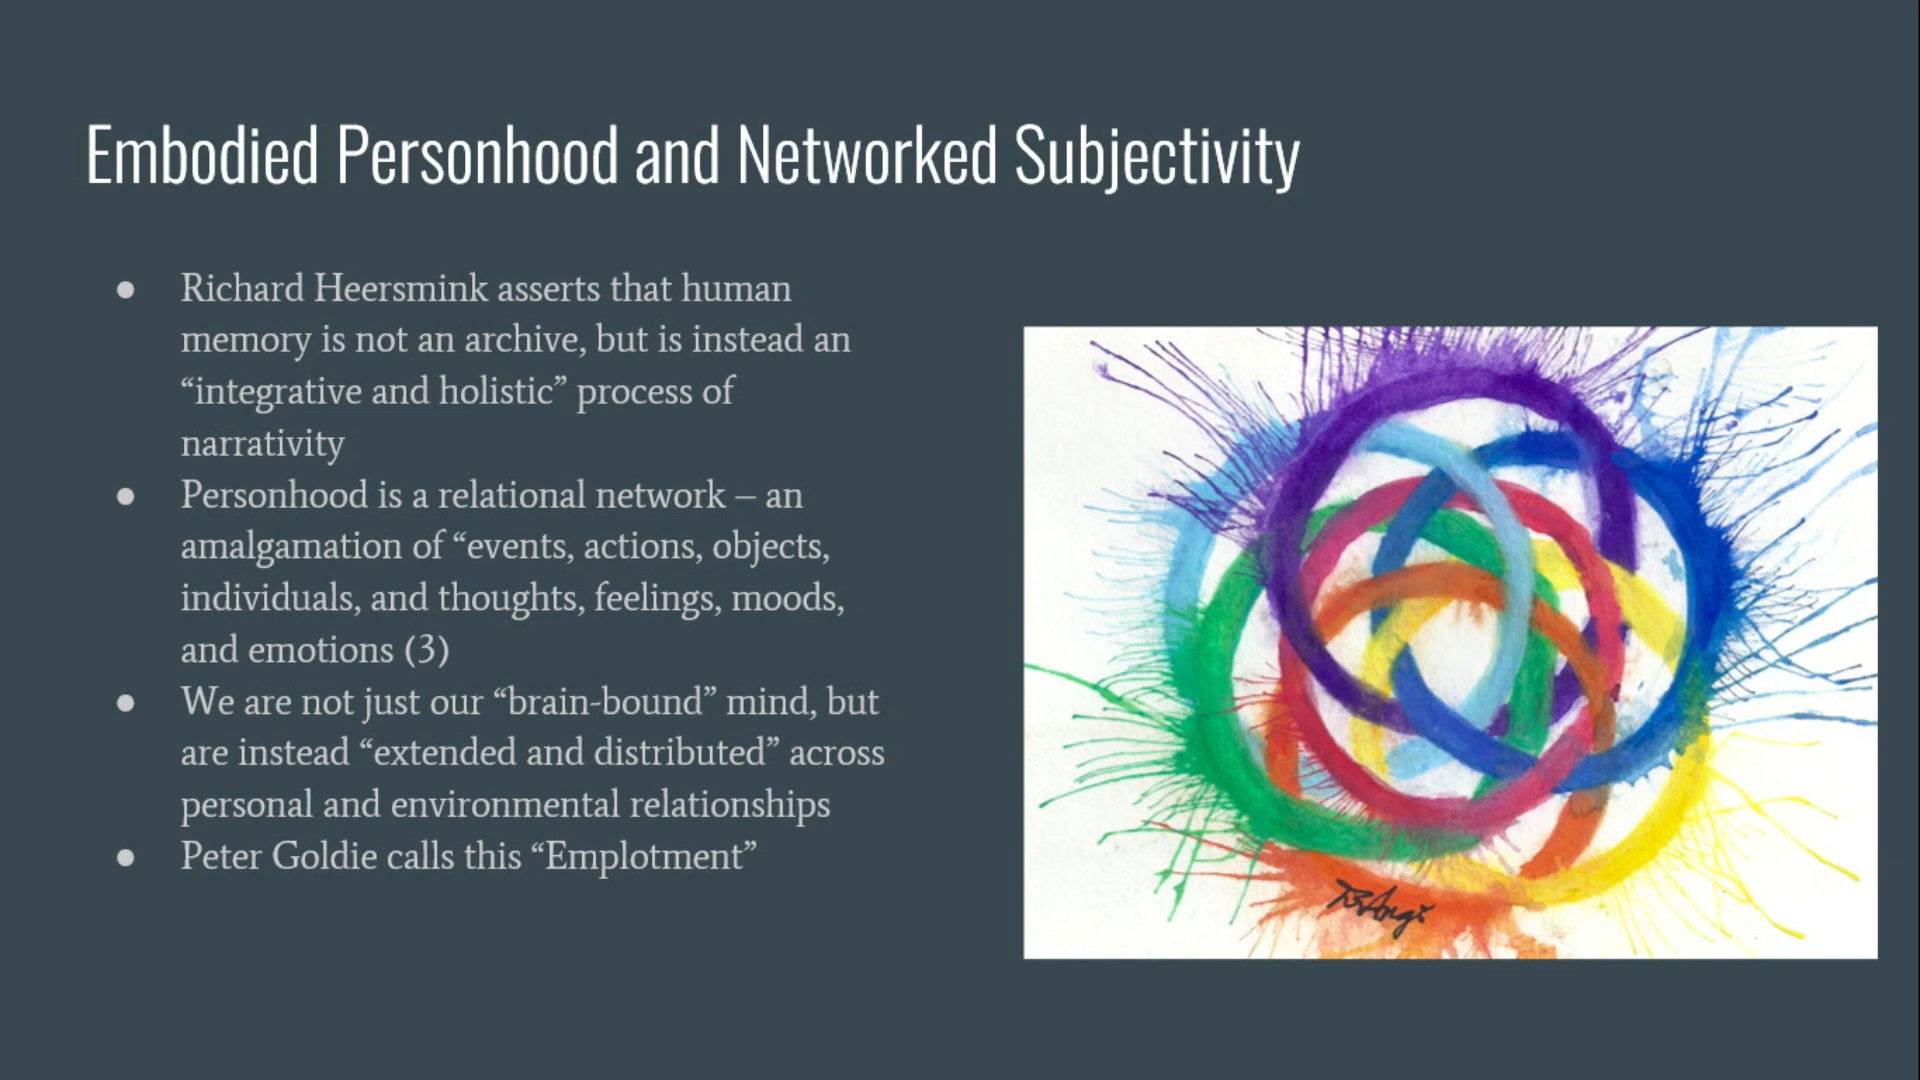 Embodied Personhood and Networked Subjectivity
● Richard Heersmink asserts that human
memory is not an archive, but is instead an
“integrative and holistic” process of
narrativity
● Personhood is a relational network – an
amalgamation of “events, actions, objects,
individuals, and thoughts, feelings, moods,
and emotions (3)
● We are not just our “brain-bound” mind, but
are instead “extended and distributed” across
personal and environmental relationships
● Peter Goldie calls this “Emplotment”